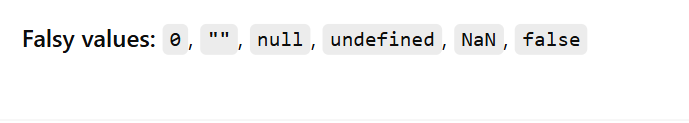 Falsy values: 0, "", null, undefined, NaN, false